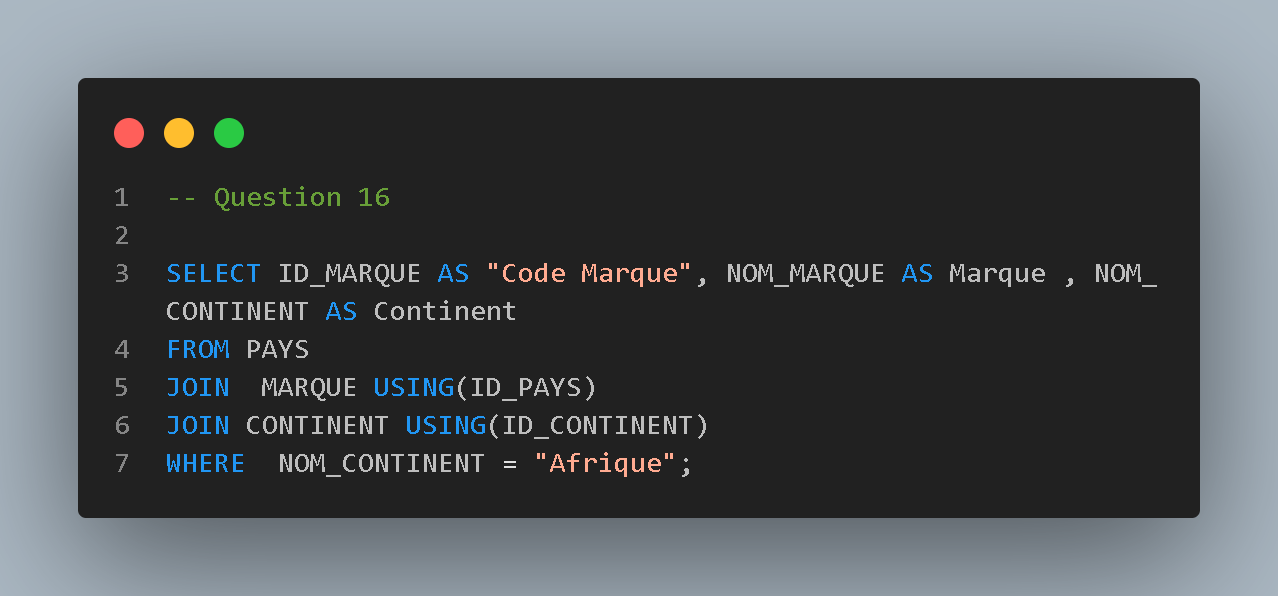 1 -- Question 16
2
3 SELECT ID_MARQUE AS "Code Marque", NOM_MARQUE AS Marque , NOM_
CONTINENT AS Continent
4 FROM PAYS
5 JOIN  MARQUE USING(ID_PAYS)
6 JOIN CONTINENT USING(ID_CONTINENT)
7 WHERE  NOM_CONTINENT = "Afrique";